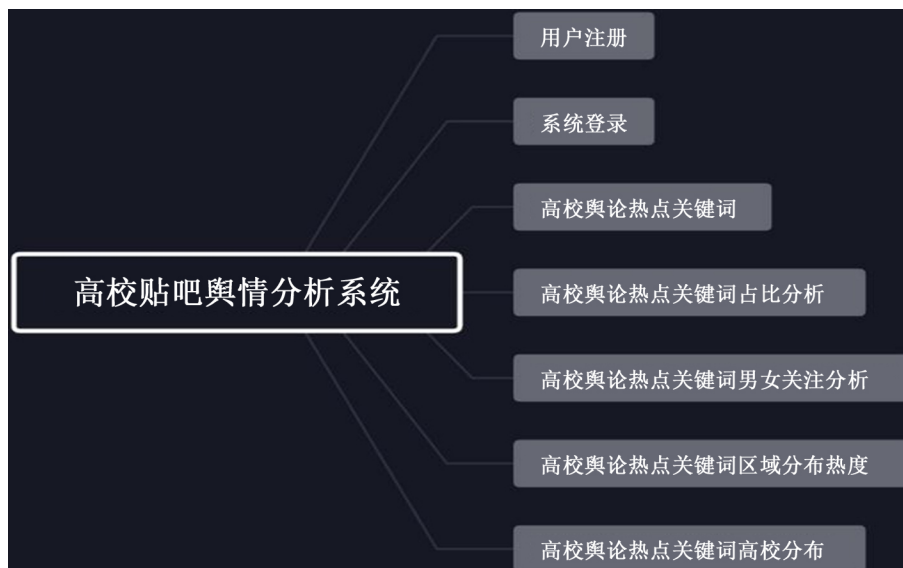 用户注册
系统登录
高校舆论热点关键词
高校贴吧舆情分析系统
高校舆论热点关键词占比分析
高校舆论热点关键词男女关注分析
高校舆论热点关键词区域分布热度
高校舆论热点关键词高校分布